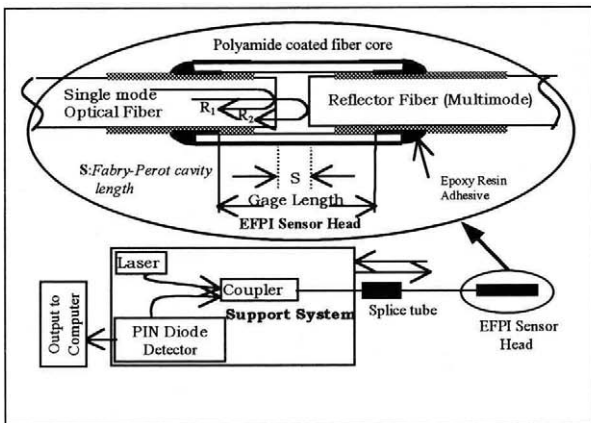 Polyamide coated fiber core
Single mode
Optical Fiber
R1
R2
Reflector Fiber (Multimode)
S:Fabry-Perot cavity
length
S
Gage Length
EFPI Sensor Head
Epoxy Resin
Adhesive
Laser
Coupler
Support System
Splice tube
EFPI Sensor
Head
PIN Diode
Detector
Output to
Computer